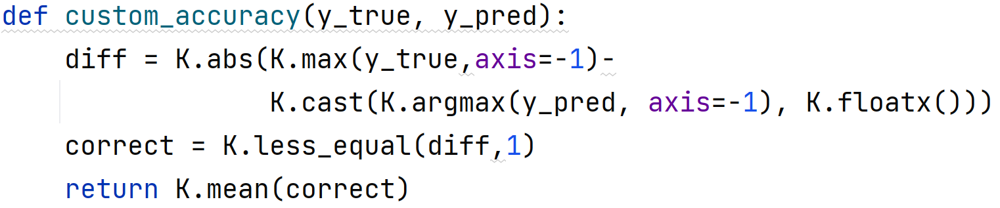 def custom_accuracy(y_true, y_pred):
    diff = K.abs(K.max(y_true,axis=-1)-
                 K.cast(K.argmax(y_pred, axis=-1), K.floatx()))
    correct = K.less_equal(diff,1)
    return K.mean(correct)